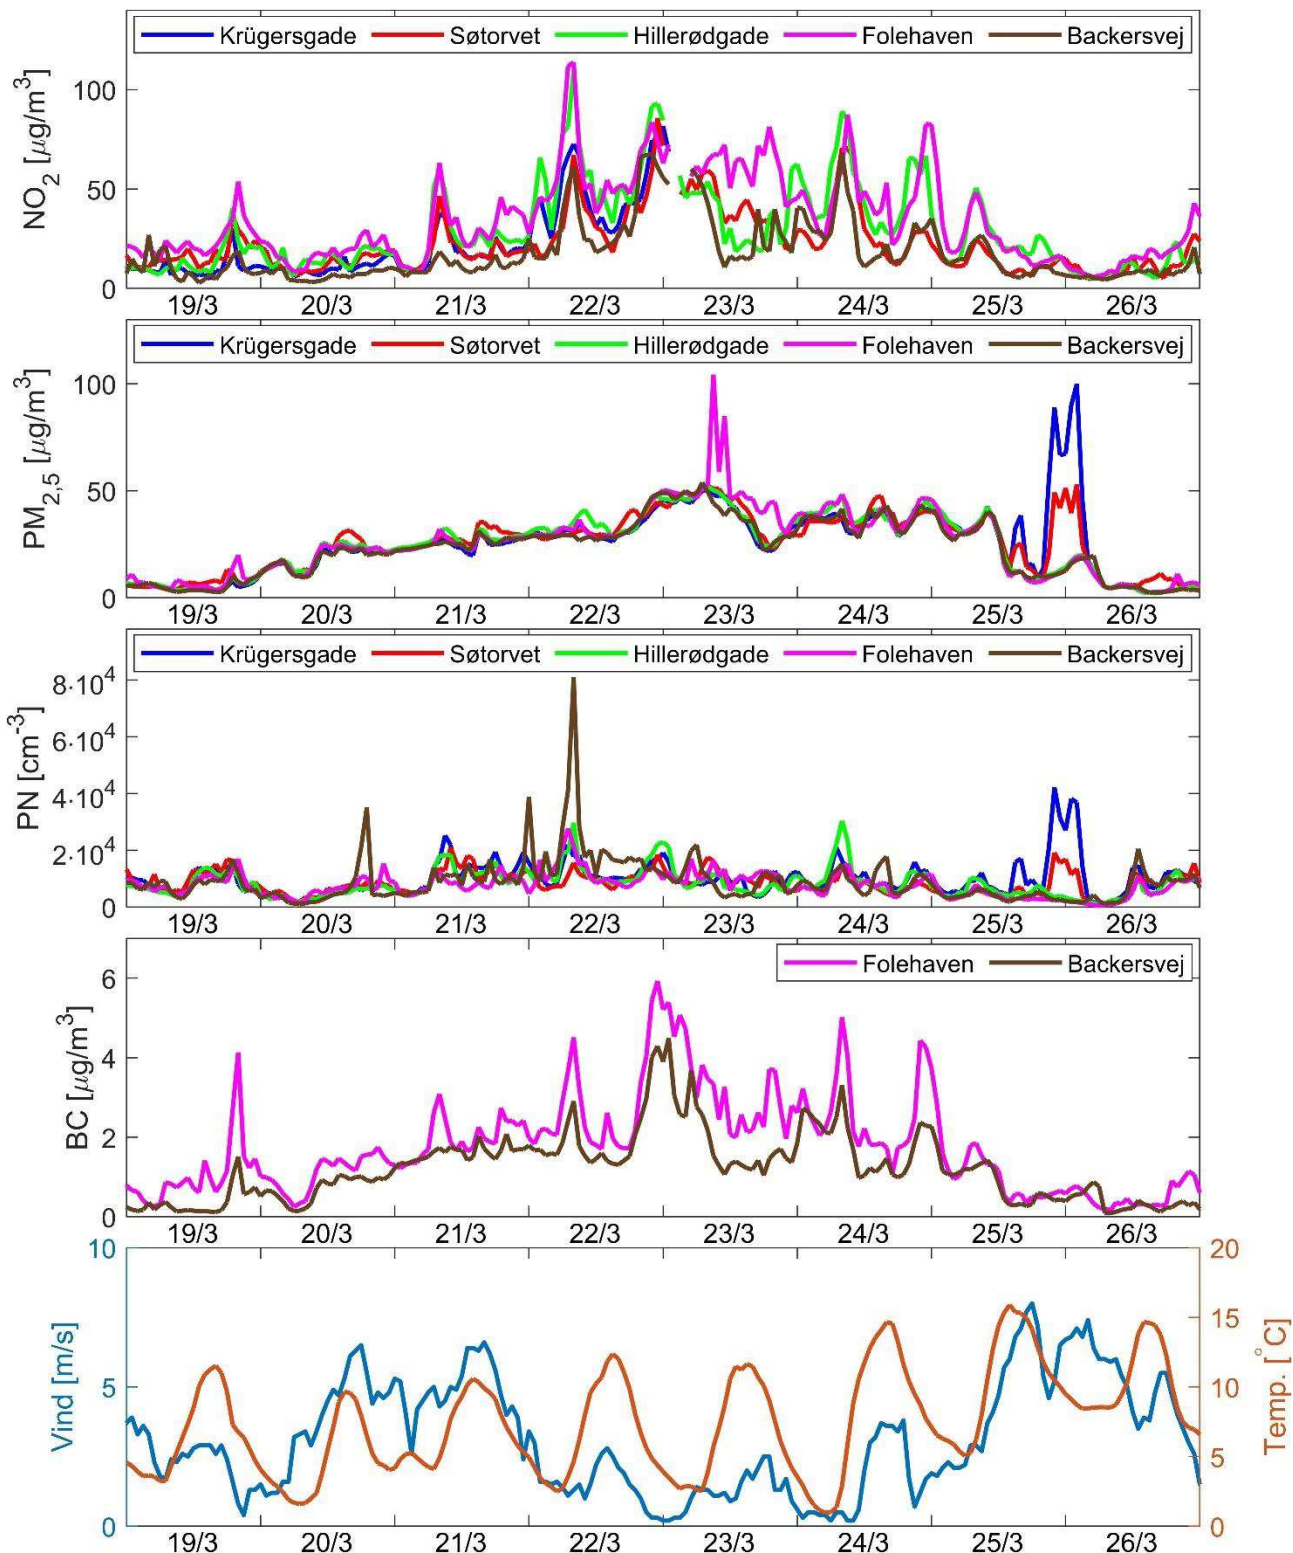 Krügersgade Søtorvet Hillerødgade Folehaven Backersvej
NO2 [μg/m3]
100
50
0
19/3 20/3 21/3 22/3 23/3 24/3 25/3 26/3
Krügersgade Søtorvet Hillerødgade Folehaven Backersvej
PM2,5 [μg/m3]
100
50
0
19/3 20/3 21/3 22/3 23/3 24/3 25/3 26/3
Krügersgade Søtorvet Hillerødgade Folehaven Backersvej
PN [cm-3]
8·104
6·104
4·104
2·104
0
19/3 20/3 21/3 22/3 23/3 24/3 25/3 26/3
Folehaven Backersvej
BC [μg/m3]
6
4
2
0
19/3 20/3 21/3 22/3 23/3 24/3 25/3 26/3
Vind [m/s]
10
5
0
20
15
10
5
0
Temp. [°C]
19/3 20/3 21/3 22/3 23/3 24/3 25/3 26/3